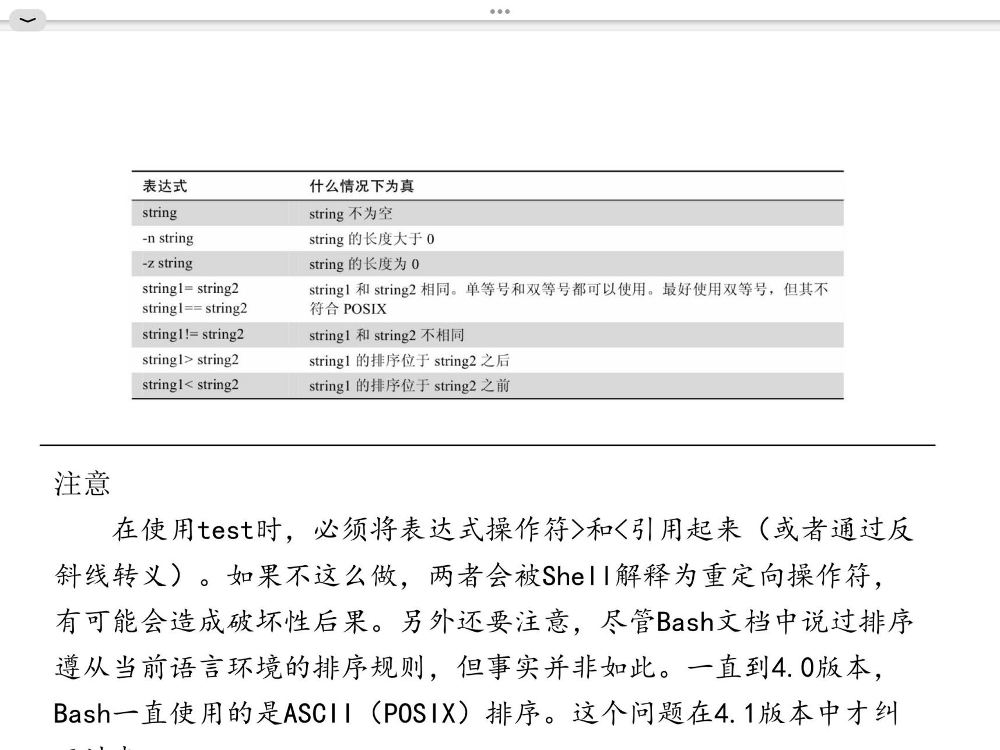 表达式 什么情况下为真
string string 不为空
-n string string 的长度大于 0
-z string string 的长度为 0
string1= string2 string1 和 string2 相同。单等号和双等号都可以使用。最好使用双等号，但其不
string1== string2 符合 POSIX
string1!= string2 string1 和 string2 不相同
string1> string2 string1 的排序位于 string2 之后
string1< string2 string1 的排序位于 string2 之前
注意
在使用test时，必须将表达式操作符>和<引用起来（或者通过反
斜线转义）。如果不这么做，两者会被Shell解释为重定向操作符，
有可能会造成破坏性后果。另外还要注意，尽管Bash文档中说过排序
遵从当前语言环境的排序规则，但事实并非如此。一直到4.0版本，
Bash一直使用的是ASCII（POSIX）排序。这个问题在4.1版本中才纠